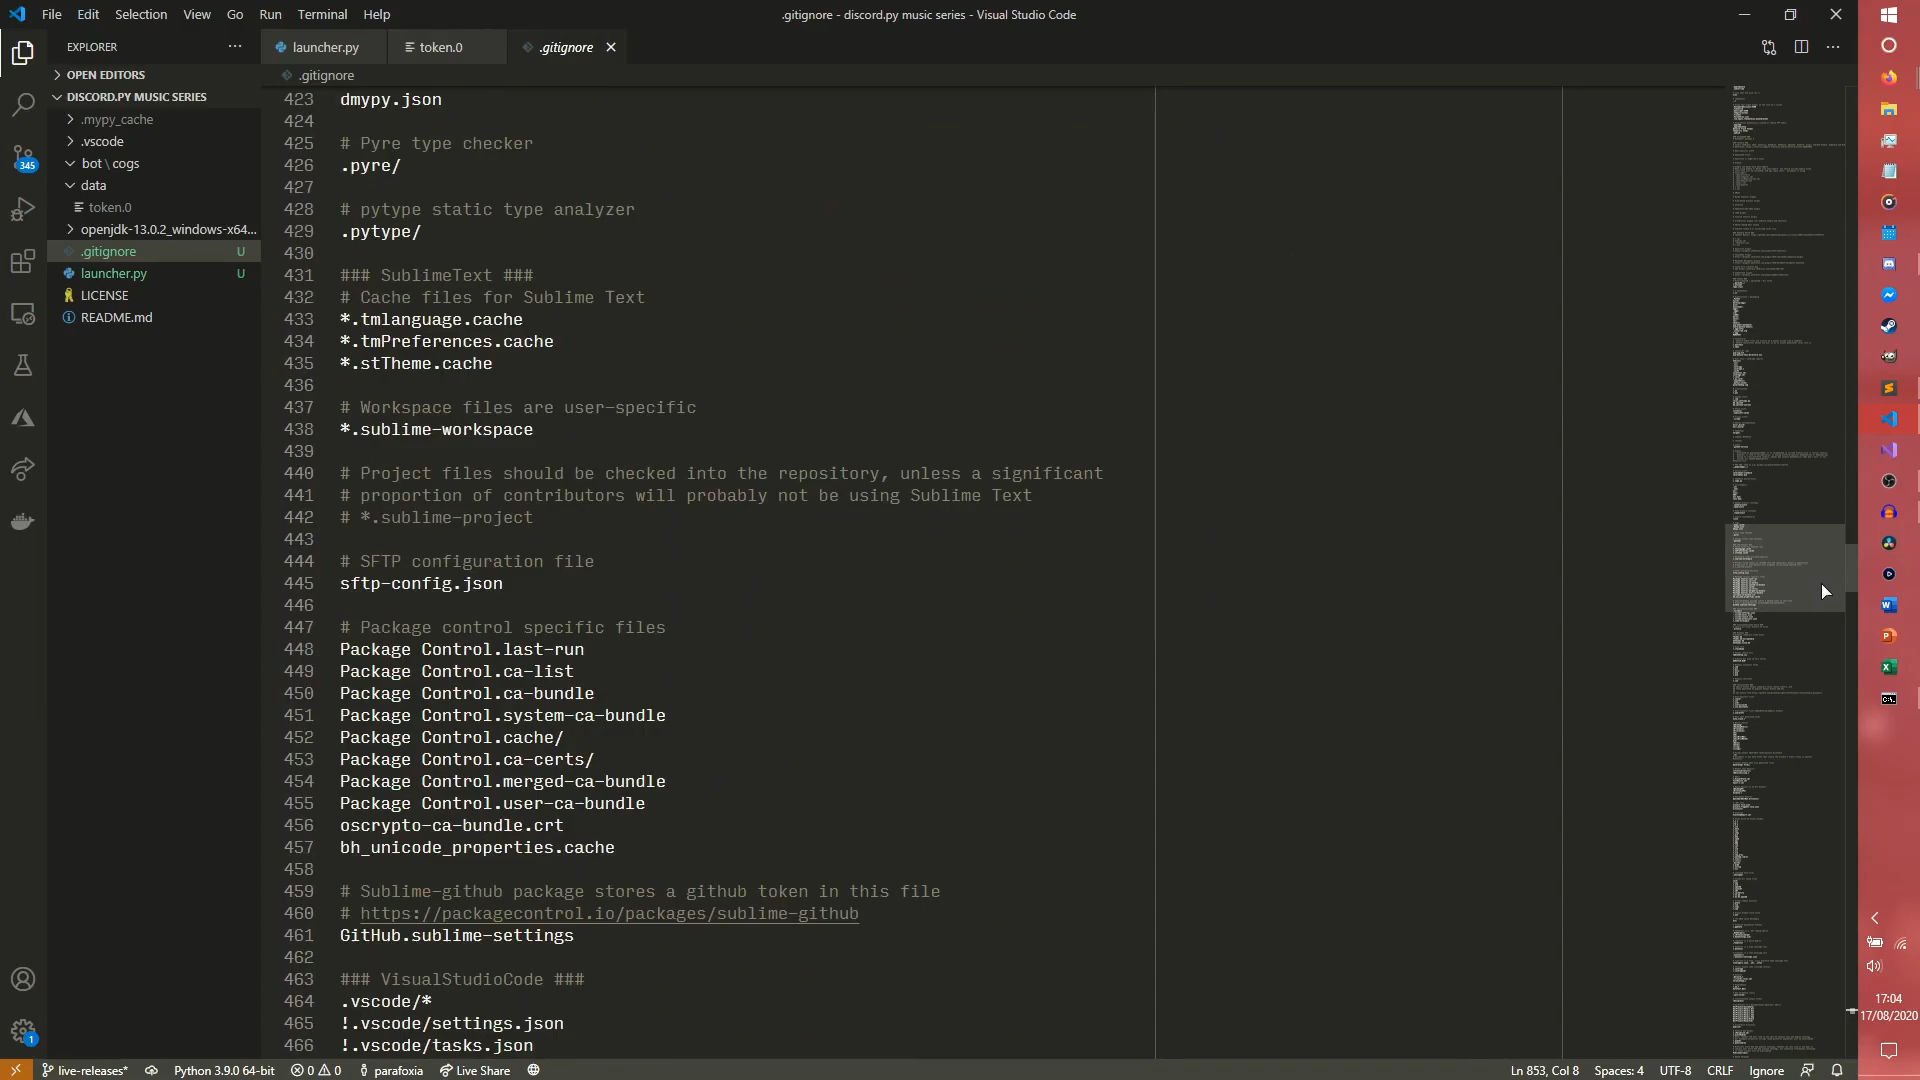 File Edit Selection View Go Run Terminal Help
.gitignore - discord.py music series - Visual Studio Code
EXPLORER
launcher.py
token.0
.gitignore
OPEN EDITORS
.gitignore
DISCORD.PY MUSIC SERIES
.mypy_cache
.vscode
bot \ cogs
data
token.0
openjdk-13.0.2_windows-x64...
.gitignore U
launcher.py U
LICENSE
README.md
345
1
423 dmypy.json
424
425 # Pyre type checker
426 .pyre/
427
428 # pytype static type analyzer
429 .pytype/
430
431 ### SublimeText ###
432 # Cache files for Sublime Text
433 *.tmlanguage.cache
434 *.tmPreferences.cache
435 *.stTheme.cache
436
437 # Workspace files are user-specific
438 *.sublime-workspace
439
440 # Project files should be checked into the repository, unless a significant
441 # proportion of contributors will probably not be using Sublime Text
442 # *.sublime-project
443
444 # SFTP configuration file
445 sftp-config.json
446
447 # Package control specific files
448 Package Control.last-run
449 Package Control.ca-list
450 Package Control.ca-bundle
451 Package Control.system-ca-bundle
452 Package Control.cache/
453 Package Control.ca-certs/
454 Package Control.merged-ca-bundle
455 Package Control.user-ca-bundle
456 oscrypto-ca-bundle.crt
457 bh_unicode_properties.cache
458
459 # Sublime-github package stores a github token in this file
460 # https://packagecontrol.io/packages/sublime-github
461 GitHub.sublime-settings
462
463 ### VisualStudioCode ###
464 .vscode/*
465 !.vscode/settings.json
466 !.vscode/tasks.json
17:04
17/08/2020
live-releases* Python 3.9.0 64-bit 0 0 parafoxia Live Share
Ln 853, Col 8 Spaces: 4 UTF-8 CRLF Ignore